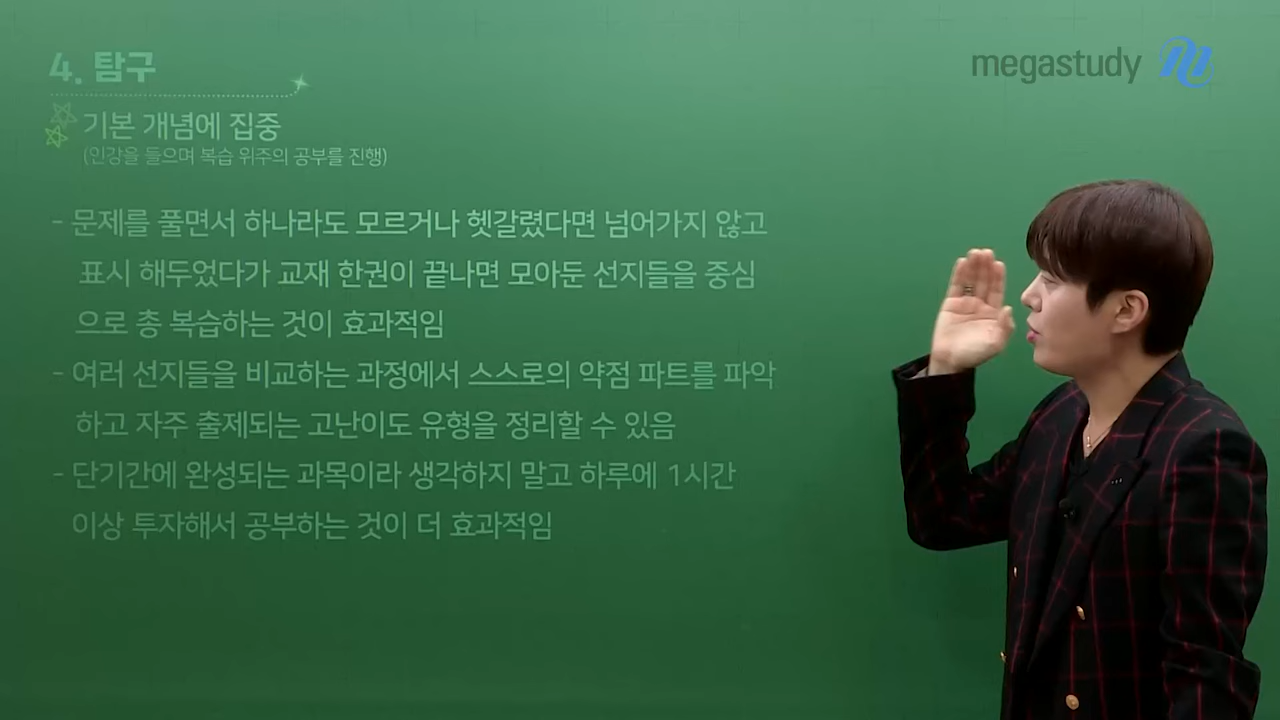 megastudy
4. 탐구
기본 개념에 집중
(인강을 들으며 복습 위주의 공부를 진행)
- 문제를 풀면서 하나라도 모르거나 헷갈렸다면 넘어가지 않고
표시 해두었다가 교재 한권이 끝나면 모아둔 선지들을 중심
으로 총 복습하는 것이 효과적임
- 여러 선지들을 비교하는 과정에서 스스로의 약점 파트를 파악
하고 자주 출제되는 고난이도 유형을 정리할 수 있음
- 단기간에 완성되는 과목이라 생각하지 말고 하루에 1시간
이상 투자해서 공부하는 것이 더 효과적임